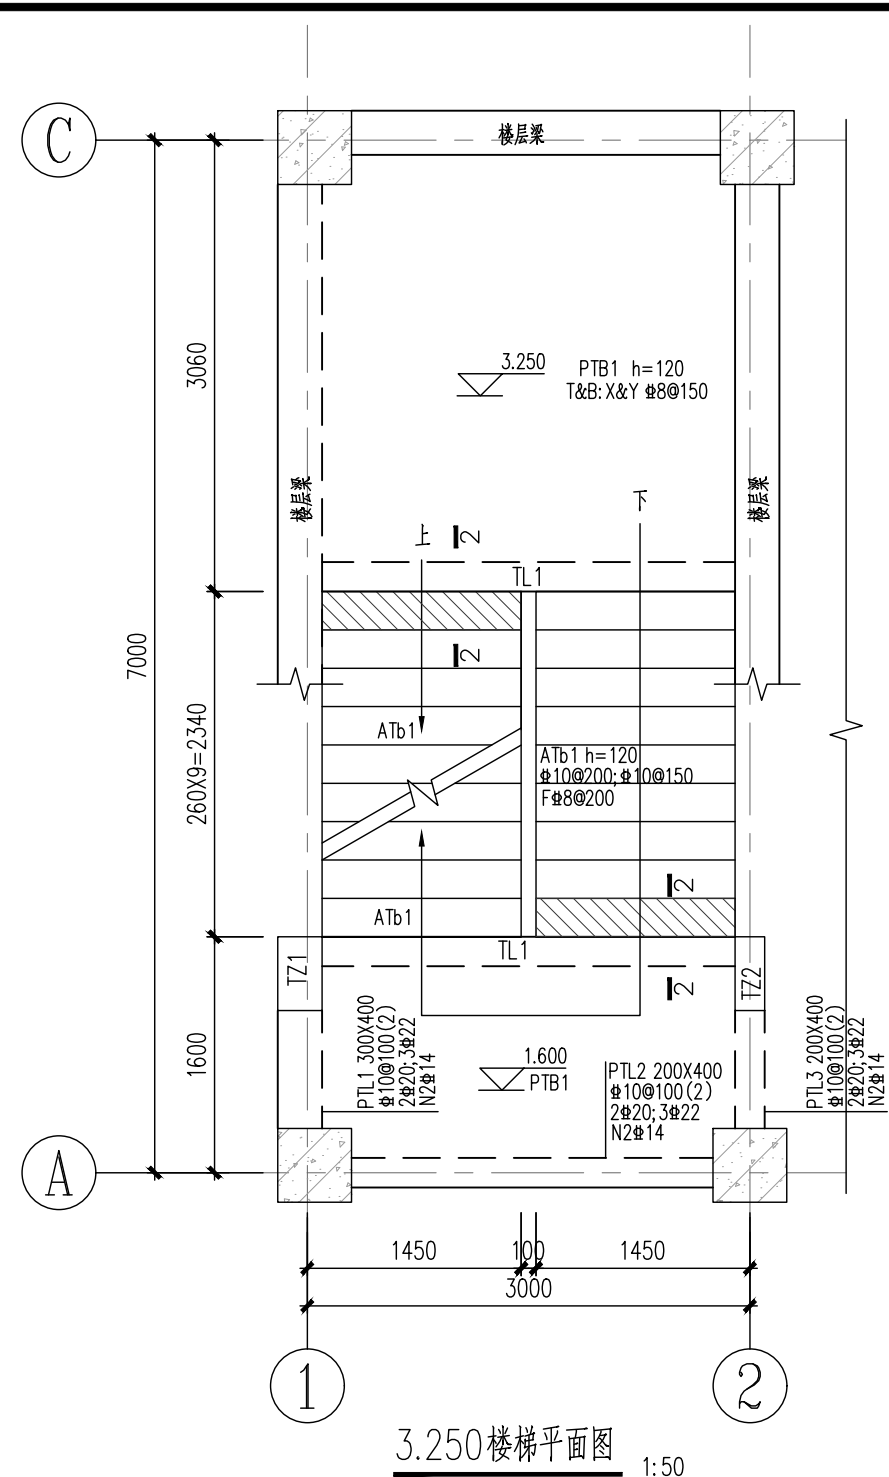 C
楼层梁
3060
3.250
PTB1 h=120
T&B: X&Y ⌽8@150
楼层梁
楼层梁
上
2
下
TL1
7000
260X9=2340
2
ATb1
ATb1 h=120
⌽10@200; ⌽10@150
F⌽8@200
2
ATb1
TL1
TZ1
2
TZ2
1600
PTL1 300X400
⌽10@100(2)
2⌽20; 3⌽22
N2⌽14
1.600
PTB1
PTL2 200X400
⌽10@100(2)
2⌽20; 3⌽22
N2⌽14
PTL3 200X400
⌽10@100(2)
2⌽20; 3⌽22
N2⌽14
A
1450
100
1450
3000
1
2
3.250楼梯平面图
1:50